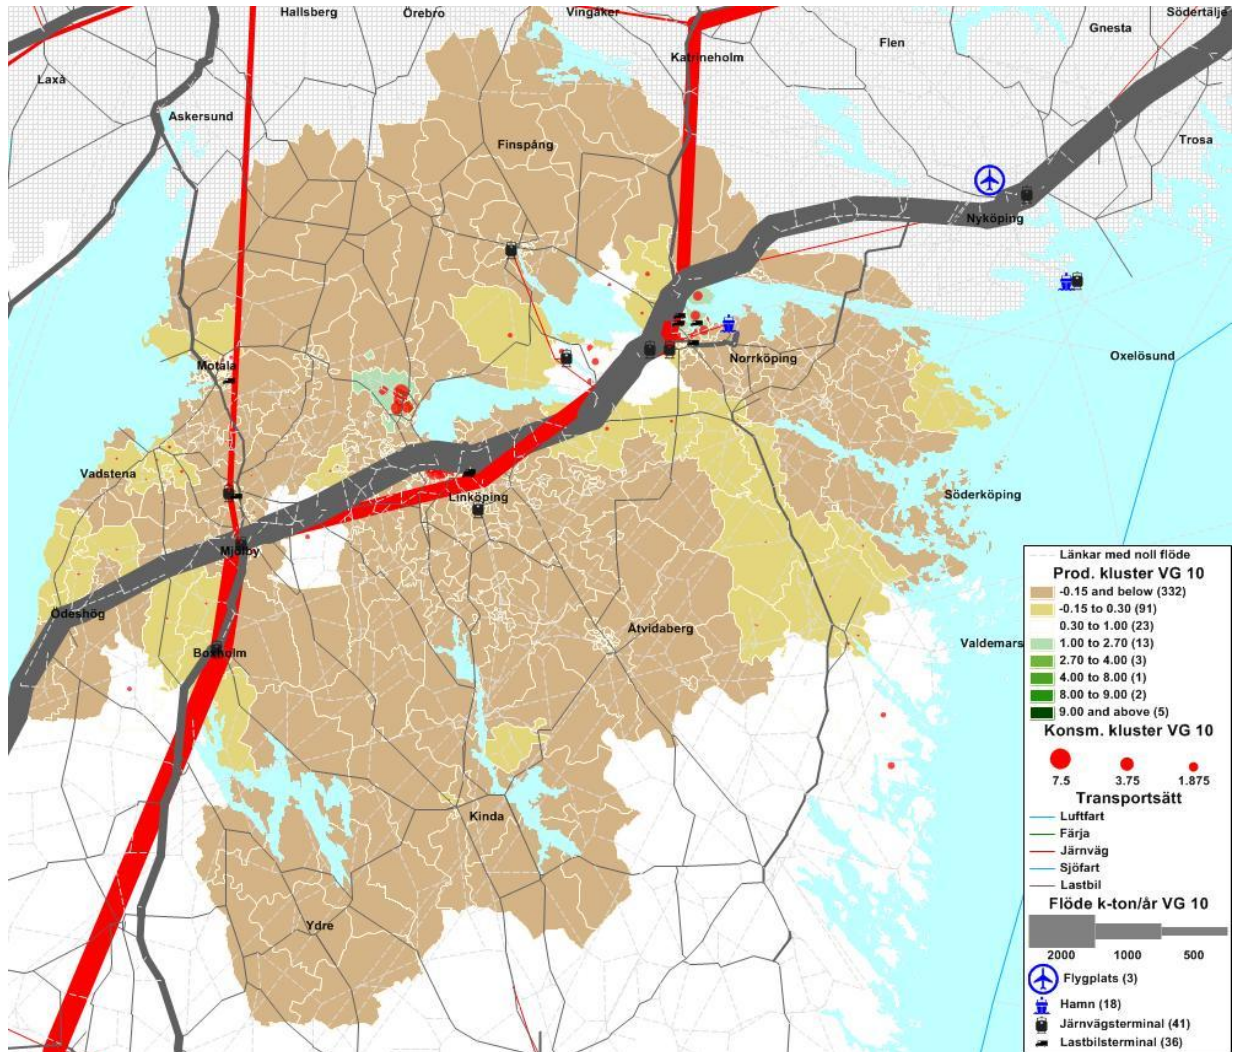 Hallsberg
Örebro
Vingåker
Södertälje
Gnesta
Flen
Katrineholm
Laxå
Askersund
Trosa
Finspång
Nyköping
Oxelösund
Norrköping
Motala
Vadstena
Söderköping
Linköping
Mjölby
Ödeshög
Åtvidaberg
Valdemars
Boxholm
Kinda
Ydre
Länkar med noll flöde
Prod. kluster VG 10
-0.15 and below (332)
-0.15 to 0.30 (91)
0.30 to 1.00 (23)
1.00 to 2.70 (13)
2.70 to 4.00 (3)
4.00 to 8.00 (1)
8.00 to 9.00 (2)
9.00 and above (5)
Konsm. kluster VG 10
7.5 3.75 1.875
Transportsätt
Luftfart
Färja
Järnväg
Sjöfart
Lastbil
Flöde k-ton/år VG 10
2000 1000 500
Flygplats (3)
Hamn (18)
Järnvägsterminal (41)
Lastbilsterminal (36)